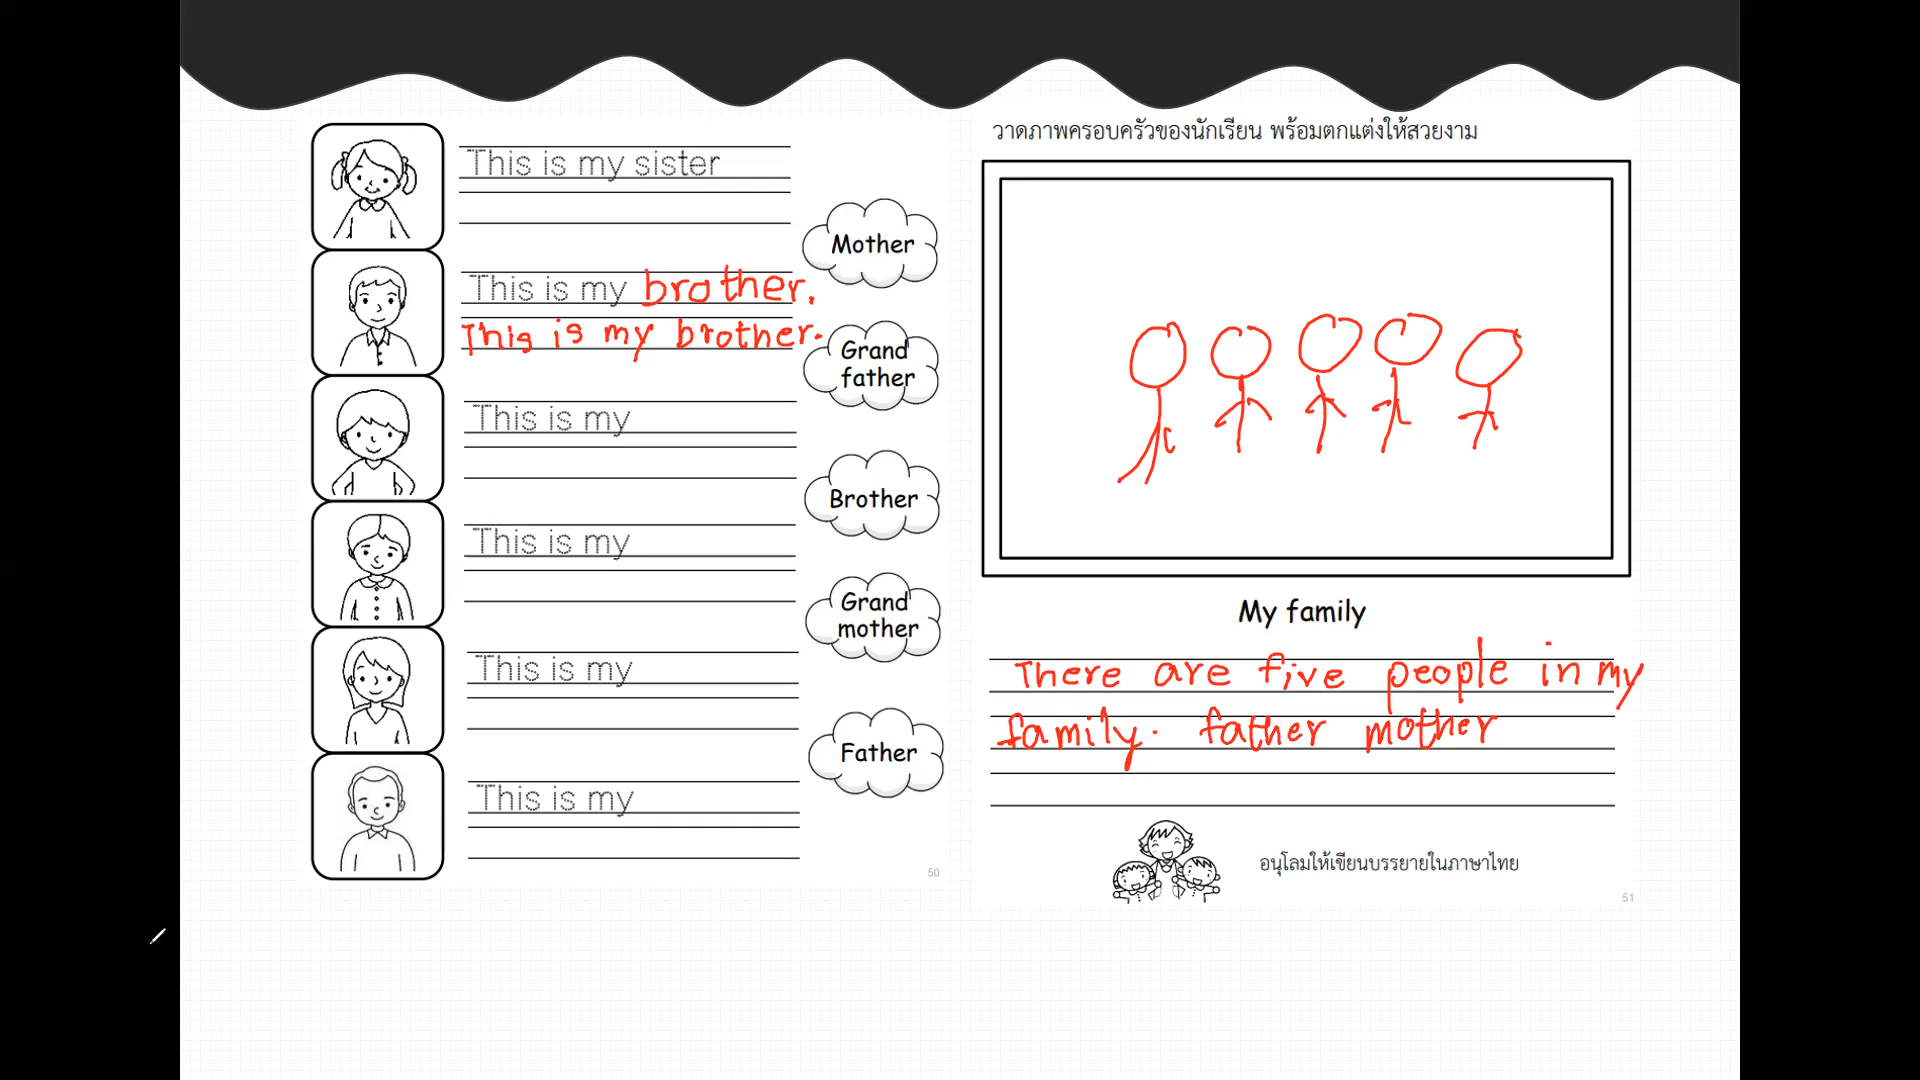 This is my sister
This is my brother.
This is my brother.
This is my
This is my
This is my
This is my
Mother
Grand
father
Brother
Grand
mother
Father
50
วาดภาพครอบครัวของนักเรียน พร้อมตกแต่งให้สวยงาม
My family
There are five people in my
family. father mother
อนุโลมให้เขียนบรรยายในภาษาไทย
51